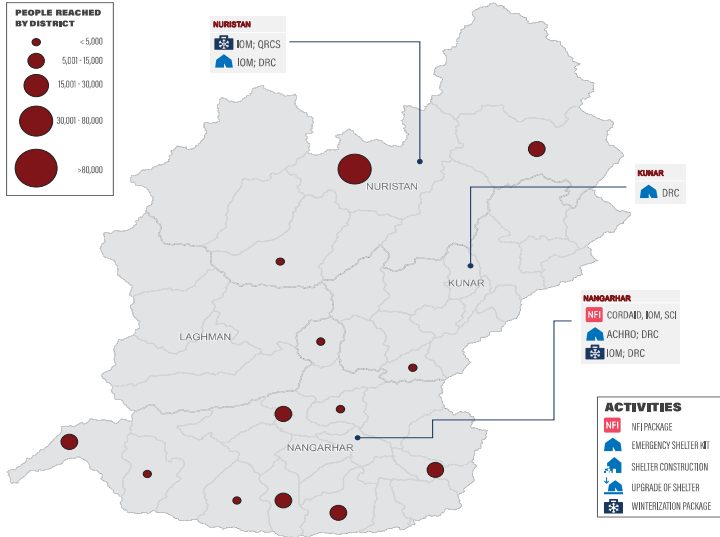 PEOPLE REACHED
BY DISTRICT
< 5,000
5,001 - 15,000
15,001 - 30,000
30,001 - 80,000
>80,000
NURISTAN
IOM; QRCS
IOM; DRC
NURISTAN
KUNAR
DRC
KUNAR
NANGARHAR
NFI CORDAID, IOM, SCI
ACHRO; DRC
IOM; DRC
LAGHMAN
NANGARHAR
ACTIVITIES
NFI NFI PACKAGE
EMERGENCY SHELTER KIT
SHELTER CONSTRUCTION
UPGRADE OF SHELTER
WINTERIZATION PACKAGE